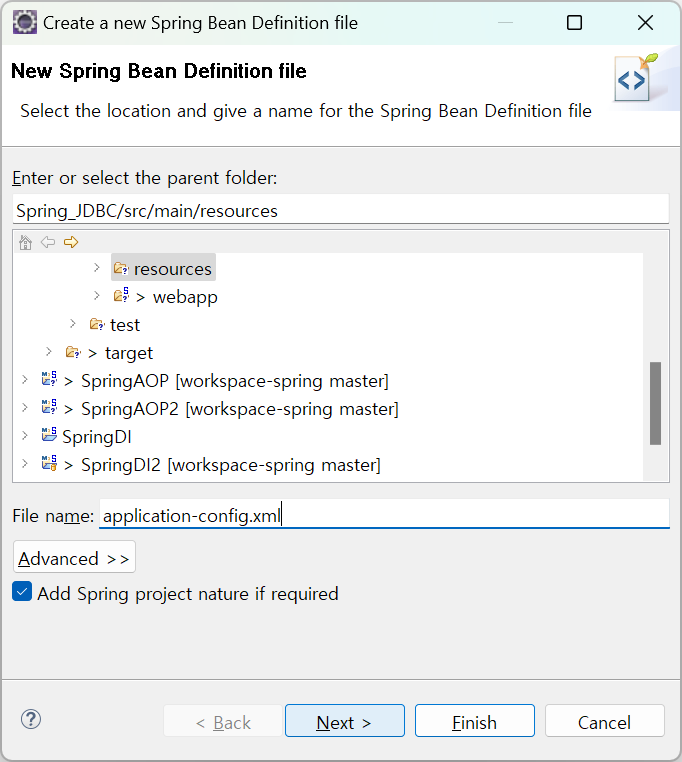 Create a new Spring Bean Definition file
New Spring Bean Definition file
Select the location and give a name for the Spring Bean Definition file
Enter or select the parent folder:
Spring_JDBC/src/main/resources
resources
> webapp
test
> target
> SpringAOP [workspace-spring master]
> SpringAOP2 [workspace-spring master]
SpringDI
> SpringDI2 [workspace-spring master]
File name: application-config.xml
Advanced >>
Add Spring project nature if required
< Back Next > Finish Cancel